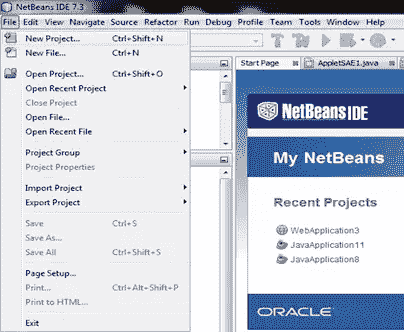 NetBeans IDE 7.3
File Edit View Navigate Source Refactor Run Debug Profile Team Tools Window Help
New Project... Ctrl+Shift+N
New File... Ctrl+N
Open Project... Ctrl+Shift+O
Open Recent Project
Close Project
Open File...
Open Recent File
Project Group
Project Properties
Import Project
Export Project
Save Ctrl+S
Save As...
Save All Ctrl+Shift+S
Page Setup...
Print... Ctrl+Alt+Shift+P
Print to HTML...
Exit
Start Page AppletSAE1.java
NetBeans IDE
My NetBeans
Recent Projects
WebApplication3
JavaApplication11
JavaApplication8
ORACLE